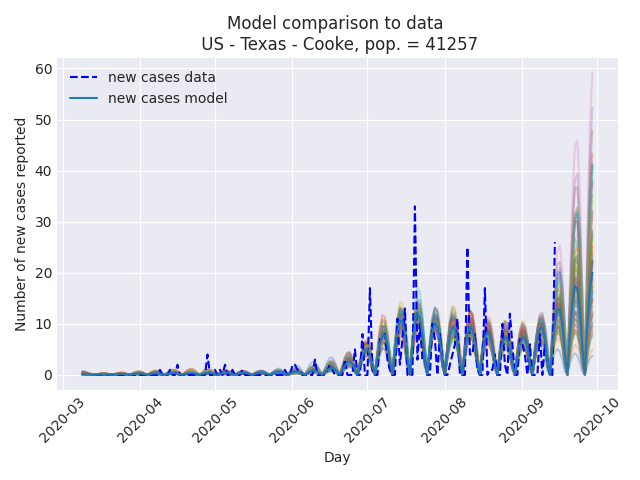 Model comparison to data
US - Texas - Cooke, pop. = 41257
new cases data
new cases model
Number of new cases reported
60
50
40
30
20
10
0
2020-03
2020-04
2020-05
2020-06
2020-07
2020-08
2020-09
2020-10
Day